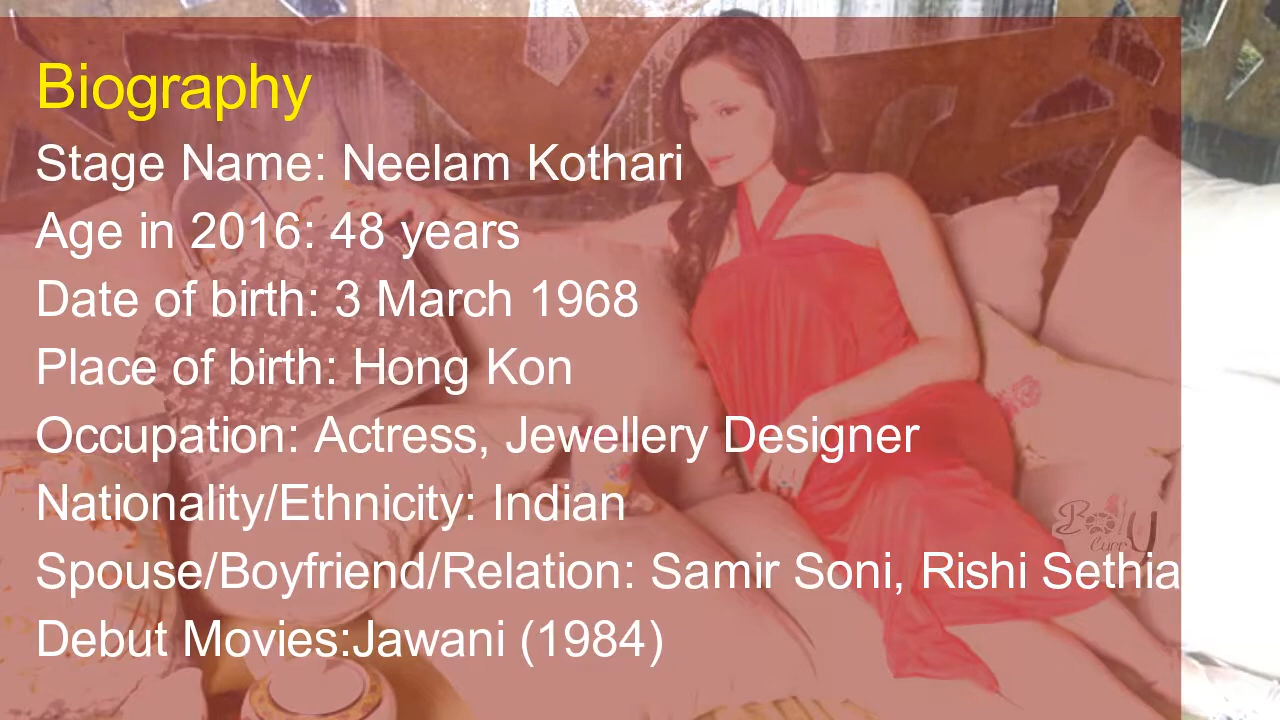 Biography
Stage Name: Neelam Kothari
Age in 2016: 48 years
Date of birth: 3 March 1968
Place of birth: Hong Kon
Occupation: Actress, Jewellery Designer
Nationality/Ethnicity: Indian
Spouse/Boyfriend/Relation: Samir Soni, Rishi Sethia
Debut Movies:Jawani (1984)
Bolly
Curry